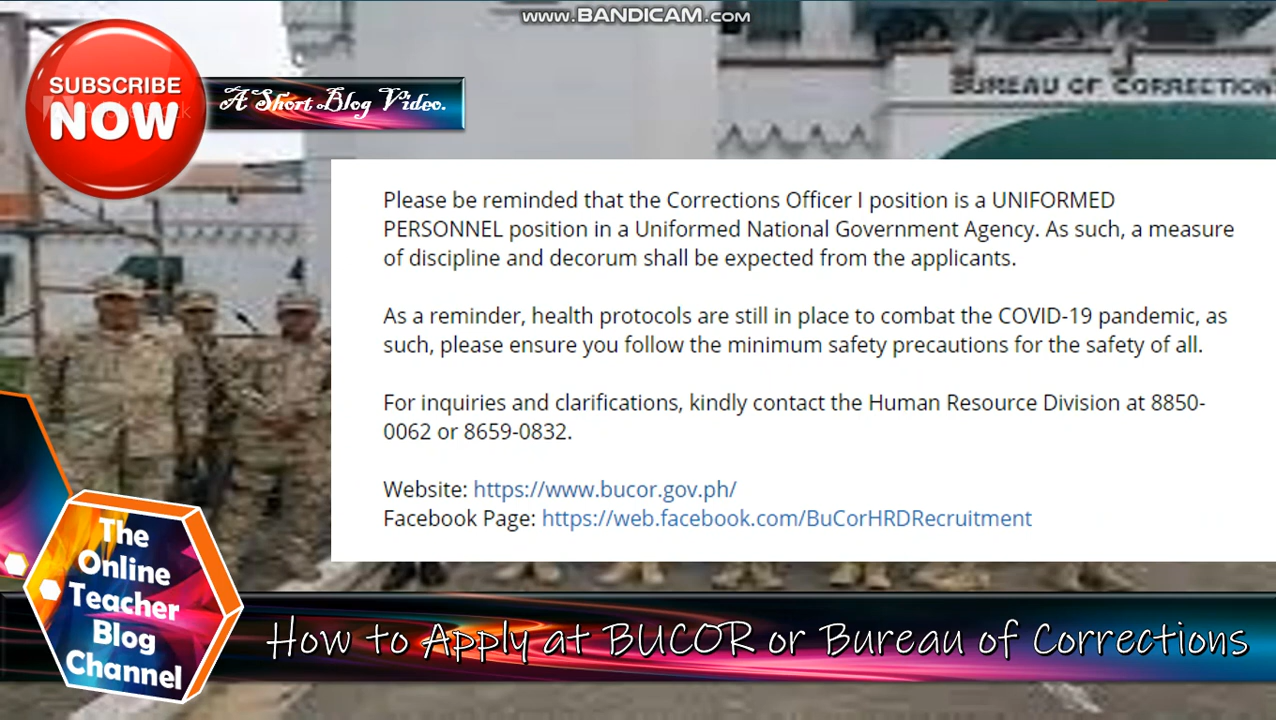 www.BANDICAM.com
SUBSCRIBE
NOW
A Short Blog Video.
BUREAU OF CORRECTIONS
Please be reminded that the Corrections Officer I position is a UNIFORMED
PERSONNEL position in a Uniformed National Government Agency. As such, a measure
of discipline and decorum shall be expected from the applicants.
As a reminder, health protocols are still in place to combat the COVID-19 pandemic, as
such, please ensure you follow the minimum safety precautions for the safety of all.
For inquiries and clarifications, kindly contact the Human Resource Division at 8850-
0062 or 8659-0832.
Website: https://www.bucor.gov.ph/
Facebook Page: https://web.facebook.com/BuCorHRDRecruitment
The
Online
Teacher
Blog
Channel
How to Apply at BUCOR or Bureau of Corrections